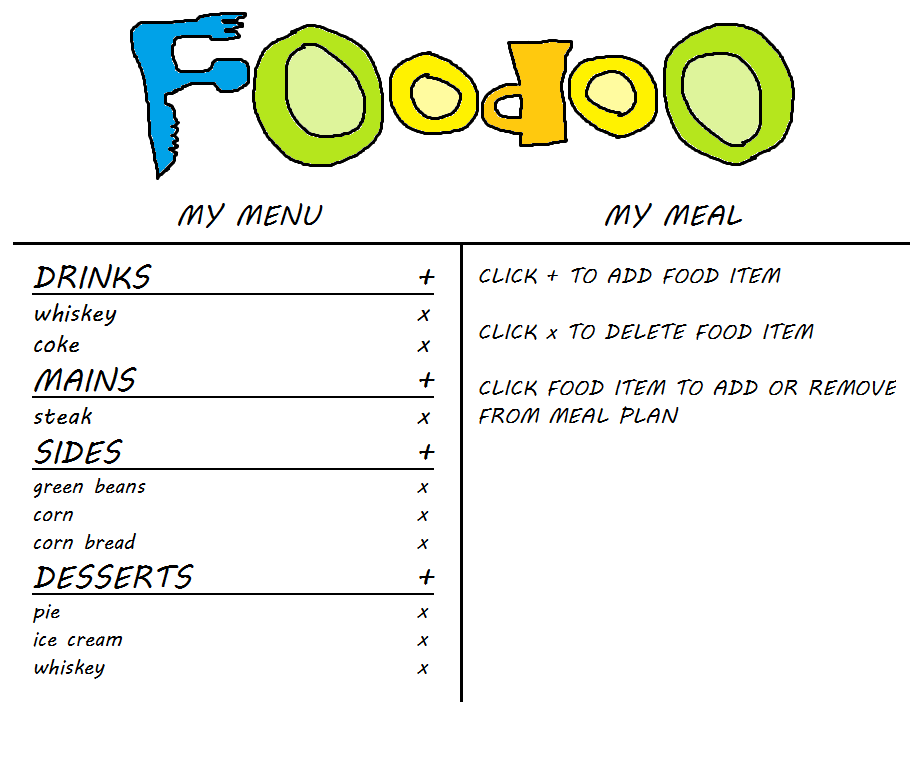 FoodoO
MY MENU
MY MEAL
DRINKS +
whiskey x
coke x
MAINS +
steak x
SIDES +
green beans x
corn x
corn bread x
DESSERTS +
pie x
ice cream x
whiskey x
CLICK + TO ADD FOOD ITEM
CLICK x TO DELETE FOOD ITEM
CLICK FOOD ITEM TO ADD OR REMOVE
FROM MEAL PLAN